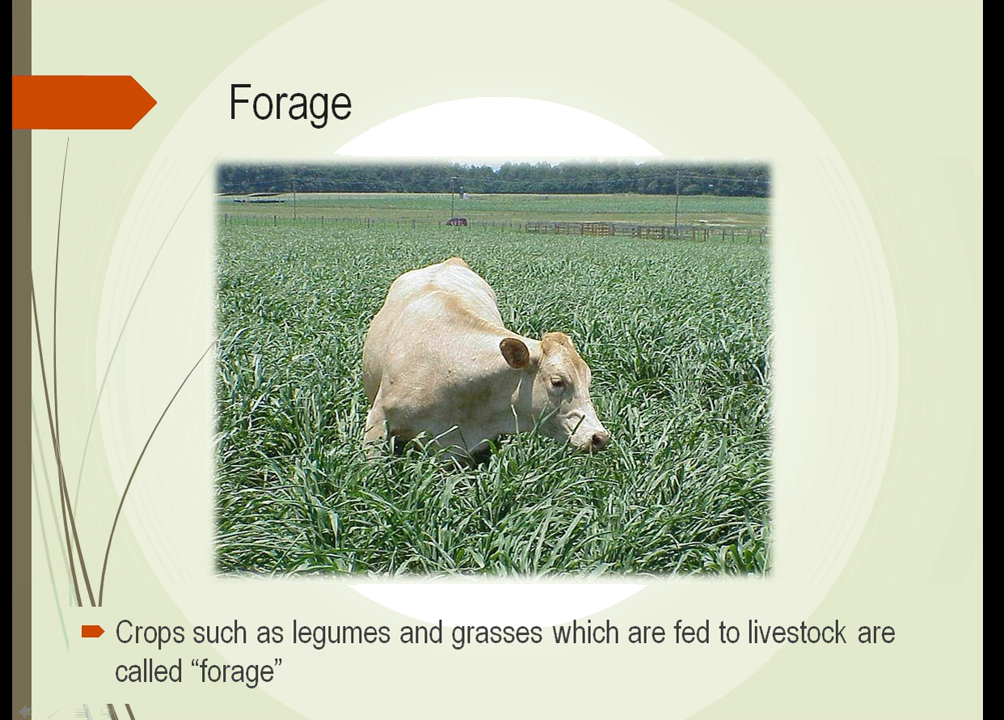 Forage
Crops such as legumes and grasses which are fed to livestock are
called “forage”